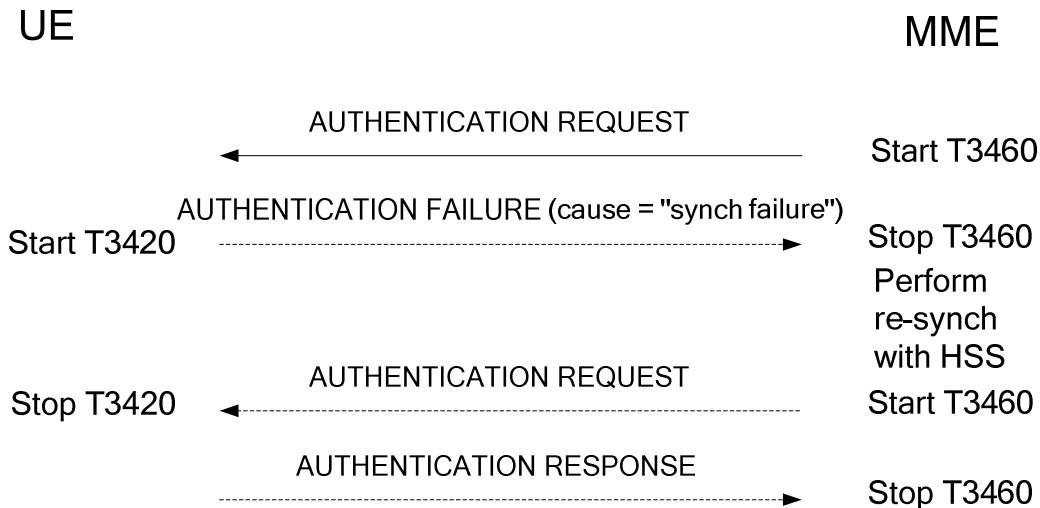 UE
MME
AUTHENTICATION REQUEST
Start T3460
AUTHENTICATION FAILURE (cause = "synch failure")
Start T3420
Stop T3460
Perform
re-synch
with HSS
AUTHENTICATION REQUEST
Stop T3420
Start T3460
AUTHENTICATION RESPONSE
Stop T3460